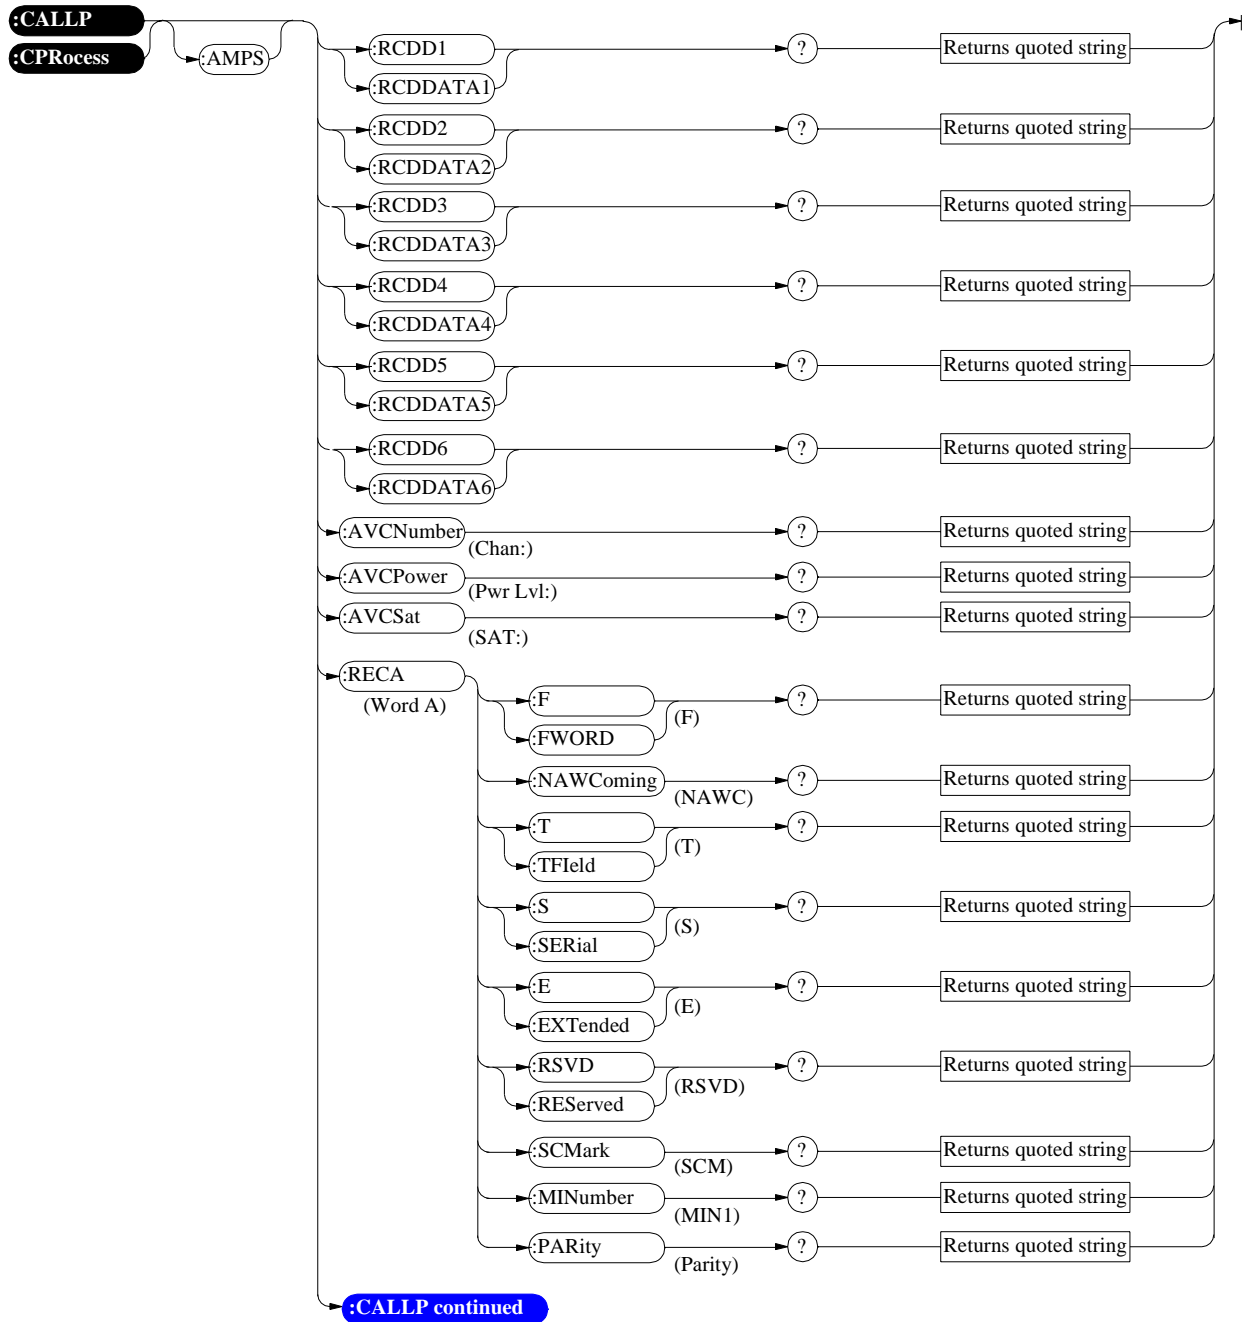 :CALLP
:CPRocess
:AMPS
:RCDD1 ? Returns quoted string
:RCDDATA1
:RCDD2 ? Returns quoted string
:RCDDATA2
:RCDD3 ? Returns quoted string
:RCDDATA3
:RCDD4 ? Returns quoted string
:RCDDATA4
:RCDD5 ? Returns quoted string
:RCDDATA5
:RCDD6 ? Returns quoted string
:RCDDATA6
:AVCNumber (Chan:) ? Returns quoted string
:AVCPower (Pwr Lvl:) ? Returns quoted string
:AVCSat (SAT:) ? Returns quoted string
:RECA
(Word A)
:F (F) ? Returns quoted string
:FWORD
:NAWComing (NAWC) ? Returns quoted string
:T (T) ? Returns quoted string
:TFIeld
:S (S) ? Returns quoted string
:SERial
:E (E) ? Returns quoted string
:EXTended
:RSVD (RSVD) ? Returns quoted string
:REServed
:SCMark (SCM) ? Returns quoted string
:MINumber (MIN1) ? Returns quoted string
:PARity (Parity) ? Returns quoted string
:CALLP continued